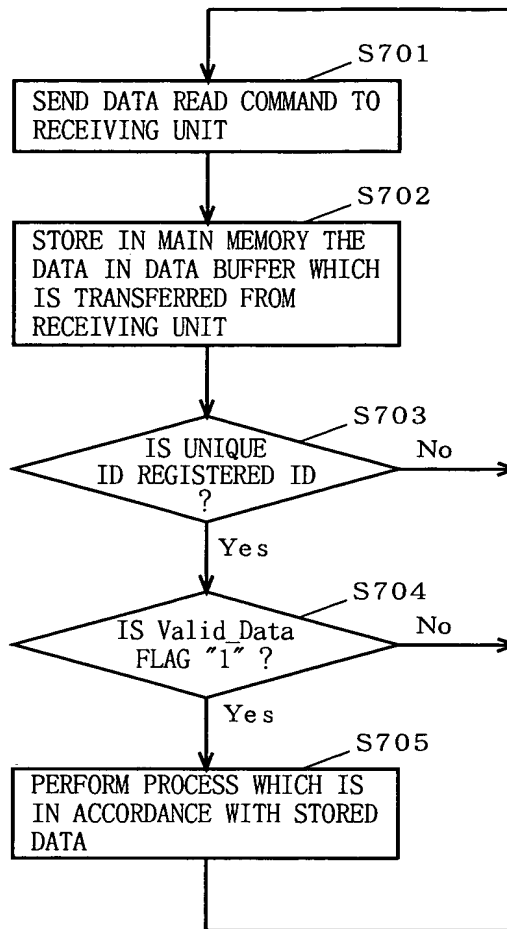 S701
SEND DATA READ COMMAND TO
RECEIVING UNIT
S702
STORE IN MAIN MEMORY THE
DATA IN DATA BUFFER WHICH
IS TRANSFERRED FROM
RECEIVING UNIT
S703
IS UNIQUE
ID REGISTERED ID
?
No
Yes
S704
IS Valid_Data
FLAG "1" ?
No
Yes
S705
PERFORM PROCESS WHICH IS
IN ACCORDANCE WITH STORED
DATA